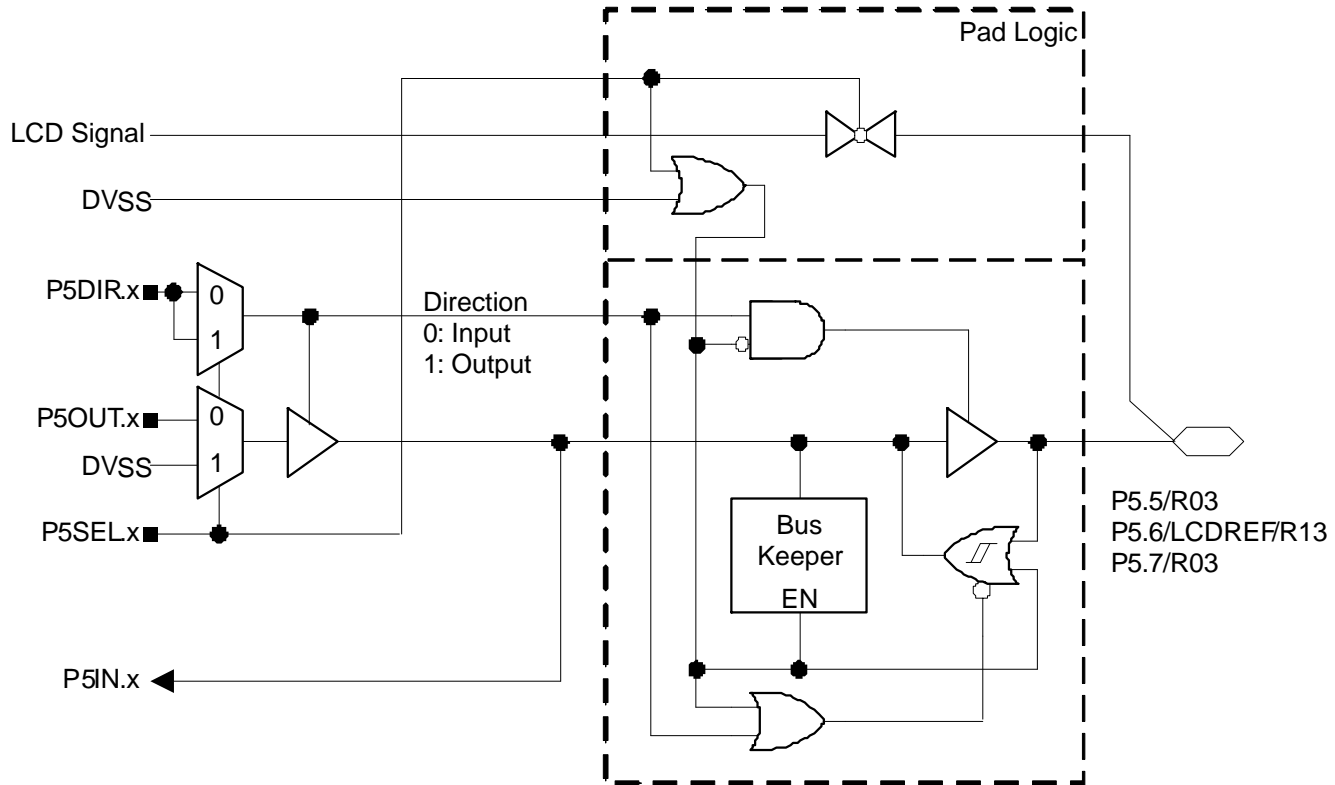 Pad Logic
LCD Signal
DVSS
P5DIR.x
0
1
Direction
0: Input
1: Output
P5OUT.x
0
DVSS
1
P5SEL.x
Bus
Keeper
EN
P5.5/R03
P5.6/LCDREF/R13
P5.7/R03
P5IN.x